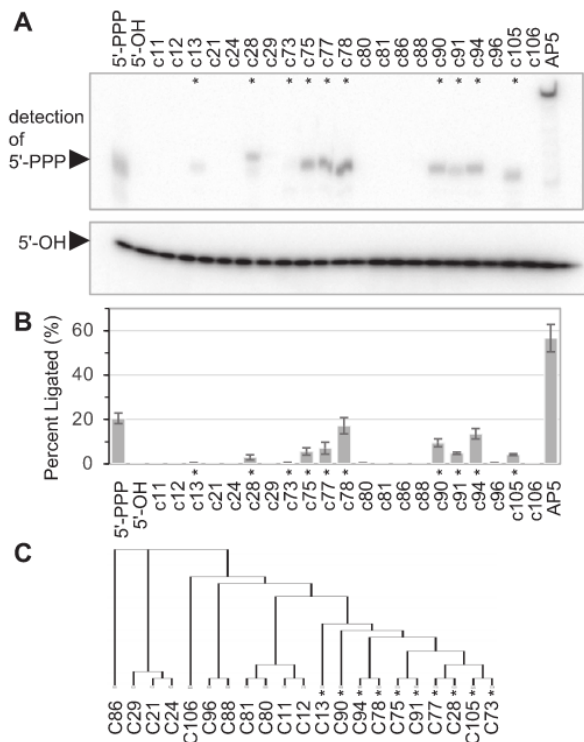 A
5'-PPP 5'-OH c11 c12 c13 c21 c24 c28 c29 c73 c75 c77 c78 c80 c81 c86 c88 c90 c91 c94 c96 c105 c106 AP5
* * * * * * * * * *
detection
of
5'-PPP
5'-OH
B
Percent Ligated (%)
60
40
20
0
* * * * * * * * * *
5'-PPP 5'-OH c11 c12 c13 c21 c24 c28 c29 c73 c75 c77 c78 c80 c81 c86 c88 c90 c91 c94 c96 c105 c106 AP5
C
C86 C29 C21 C24 C106 C96 C88 C81 C80 C11 C12 C13* C90* C94* C78* C75* C91* C77* C28* C105* C73*